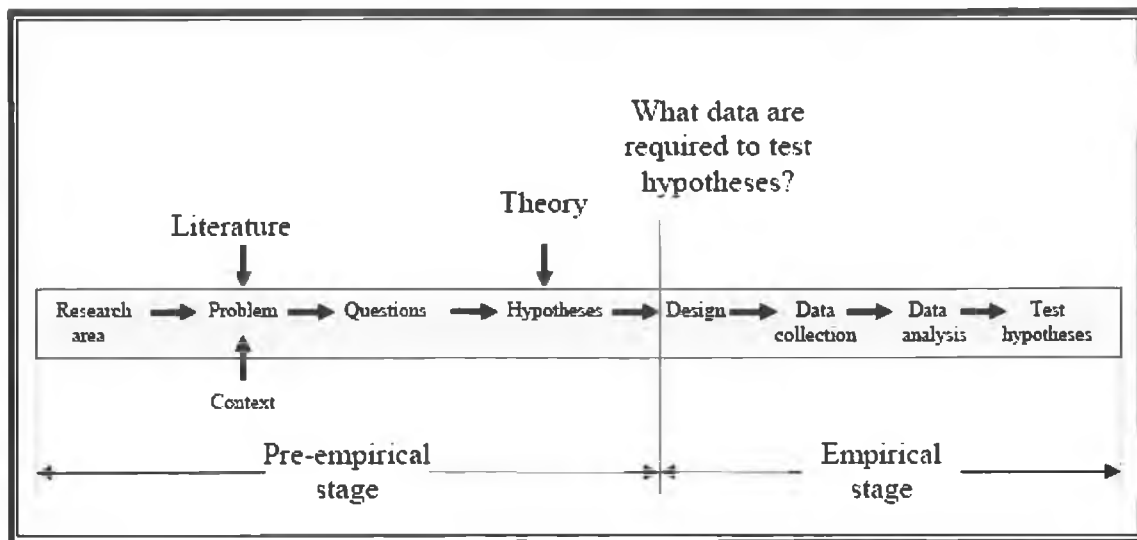 What data are
required to test
hypotheses?
Theory
Literature
Research
area
Problem
Questions
Hypotheses
Design
Data
collection
Data
analysis
Test
hypotheses
Context
Pre-empirical
stage
Empirical
stage